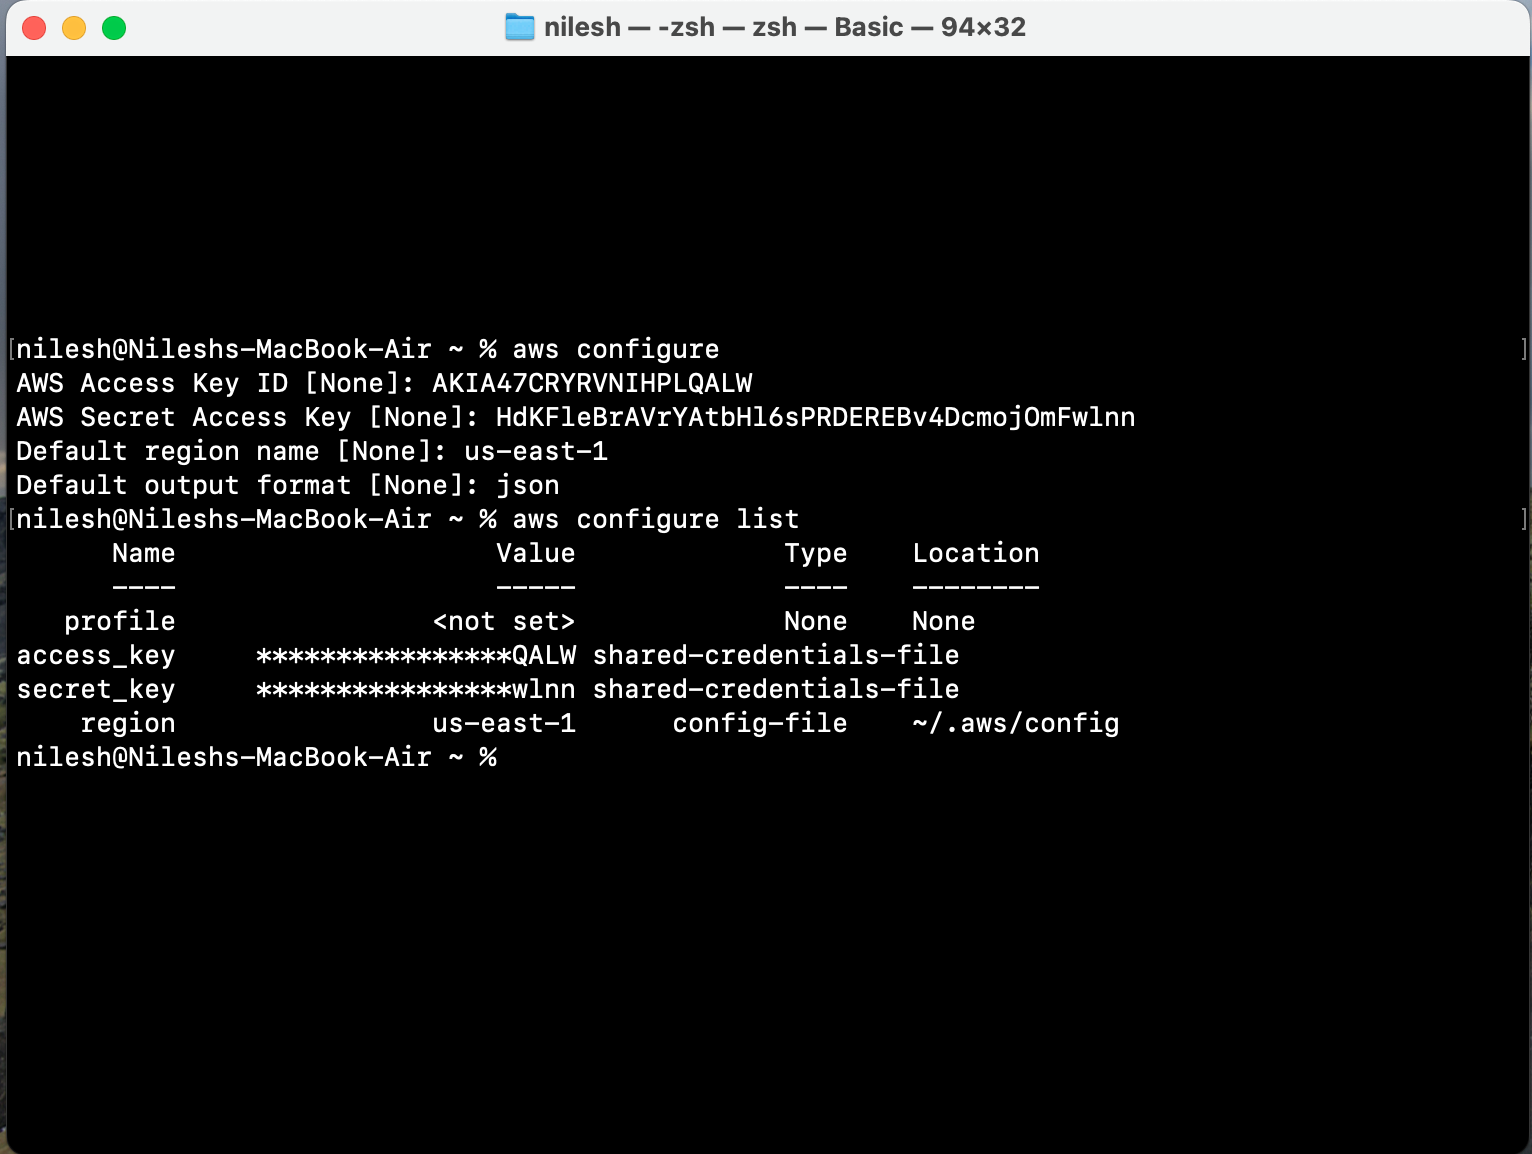 nilesh — -zsh — zsh — Basic — 94×32
[nilesh@Nileshs-MacBook-Air ~ % aws configure ]
AWS Access Key ID [None]: AKIA47CRYRVNIHPLQALW
AWS Secret Access Key [None]: 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
Default region name [None]: us-east-1
Default output format [None]: json
[nilesh@Nileshs-MacBook-Air ~ % aws configure list ]
Name Value Type Location
---- ----- ---- --------
profile <not set> None None
access_key ****************QALW shared-credentials-file
secret_key ****************wlnn shared-credentials-file
region us-east-1 config-file ~/.aws/config
nilesh@Nileshs-MacBook-Air ~ %